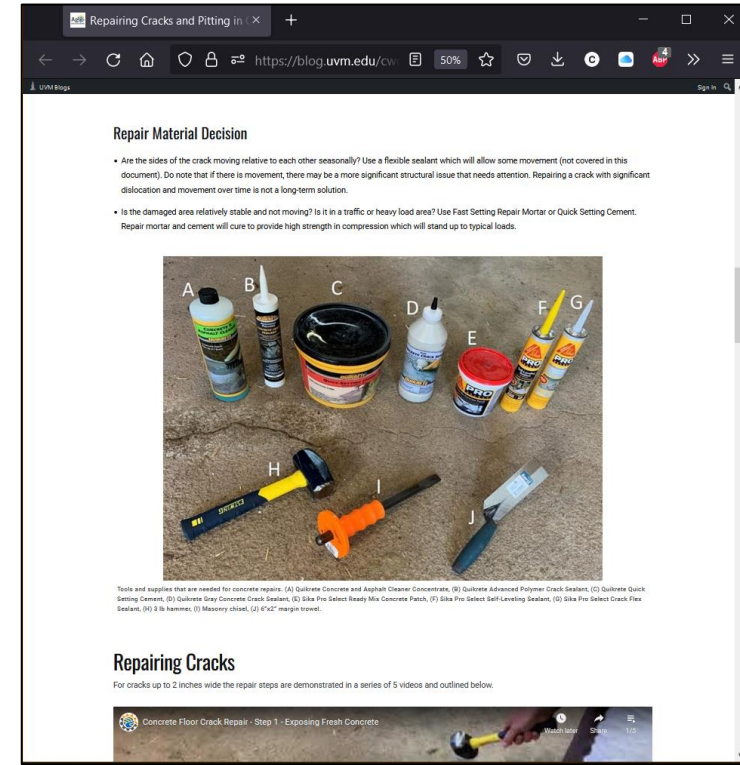 Repairing Cracks and Pitting in C
https://blog.uvm.edu/cw
50%
4
ABP
UVM Blogs
Sign In
Repair Material Decision
• Are the sides of the crack moving relative to each other seasonally? Use a flexible sealant which will allow some movement (not covered in this
document). Do note that if there is movement, there may be a more significant structural issue that needs attention. Repairing a crack with significant
dislocation and movement over time is not a long-term solution.
• Is the damaged area relatively stable and not moving? Is it in a traffic or heavy load area? Use Fast Setting Repair Mortar or Quick Setting Cement.
Repair mortar and cement will cure to provide high strength in compression which will stand up to typical loads.
A
B
C
D
E
F
G
CONCRETE &
ASPHALT CLEANER
PRO
PRO
PRO
H
I
J
ESTWING
Tools and supplies that are needed for concrete repairs. (A) Quikrete Concrete and Asphalt Cleaner Concentrate, (B) Quikrete Advanced Polymer Crack Sealant, (C) Quikrete Quick
Setting Cement, (D) Quikrete Gray Concrete Crack Sealant, (E) Sika Pro Select Ready Mix Concrete Patch, (F) Sika Pro Select Self-Leveling Sealant, (G) Sika Pro Select Crack Flex
Sealant, (H) 3 lb hammer, (I) Masonry chisel, (J) 6"x2" margin trowel.
Repairing Cracks
For cracks up to 2 inches wide the repair steps are demonstrated in a series of 5 videos and outlined below.
Concrete Floor Crack Repair - Step 1 - Exposing Fresh Concrete
Watch later
Share
1/5